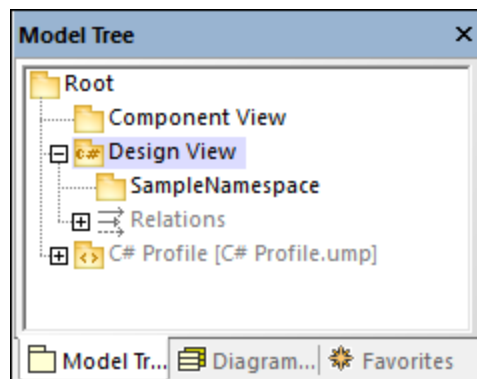 Model Tree
Root
Component View
c# Design View
SampleNamespace
Relations
C# Profile [C# Profile.ump]
Model Tr... Diagram... Favorites